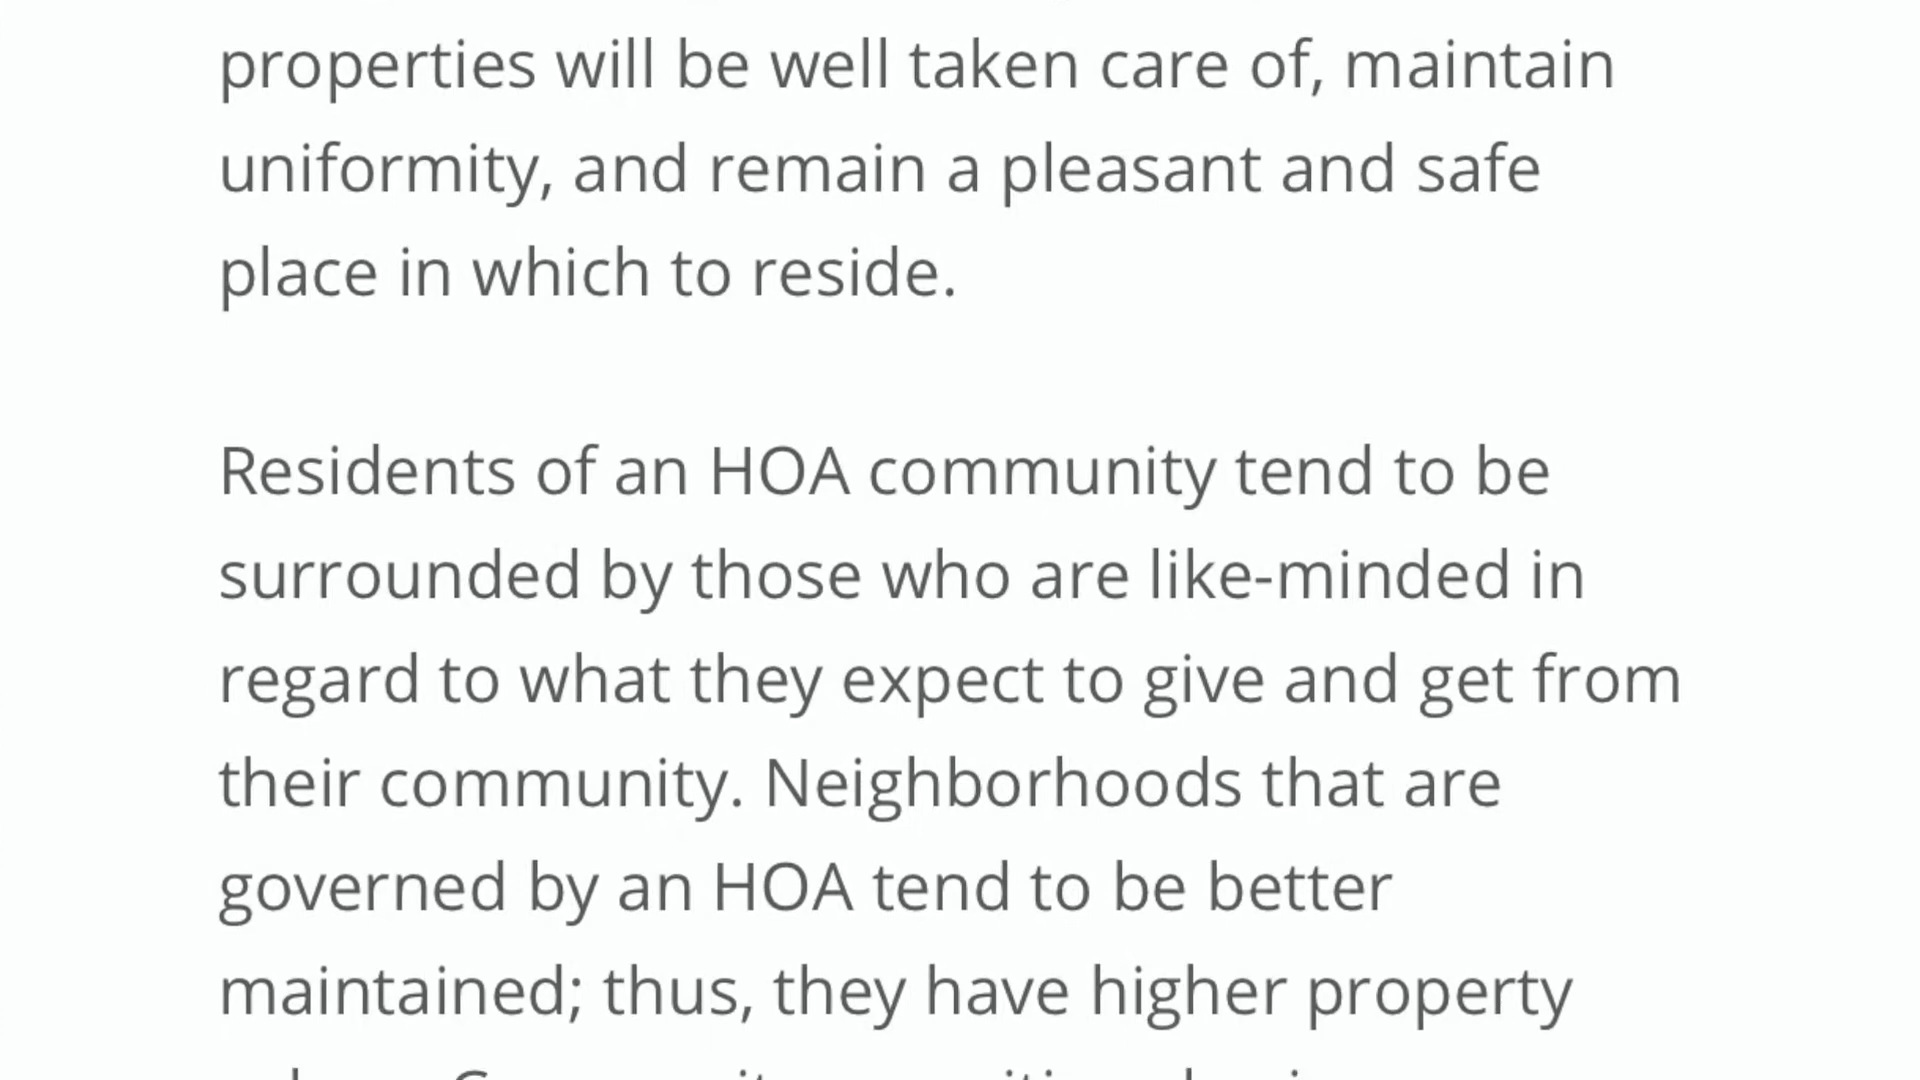 properties will be well taken care of, maintain
uniformity, and remain a pleasant and safe
place in which to reside.
Residents of an HOA community tend to be
surrounded by those who are like-minded in
regard to what they expect to give and get from
their community. Neighborhoods that are
governed by an HOA tend to be better
maintained; thus, they have higher property